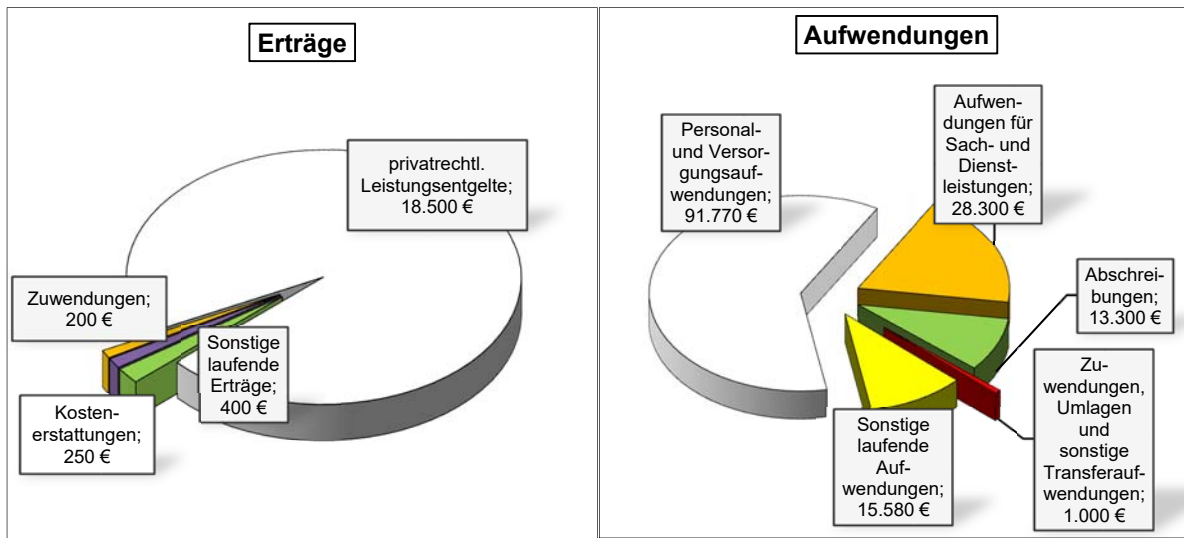 Erträge
privatrechtl.
Leistungsentgelte;
18.500 €
Zuwendungen;
200 €
Sonstige
laufende
Erträge;
400 €
Kosten-
erstattungen;
250 €
Aufwendungen
Personal-
und Versor-
gungsauf-
wendungen;
91.770 €
Aufwen-
dungen für
Sach- und
Dienst-
leistungen;
28.300 €
Abschrei-
bungen;
13.300 €
Zu-
wendungen,
Umlagen
und
sonstige
Transferauf-
wendungen;
1.000 €
Sonstige
laufende
Auf-
wendungen;
15.580 €